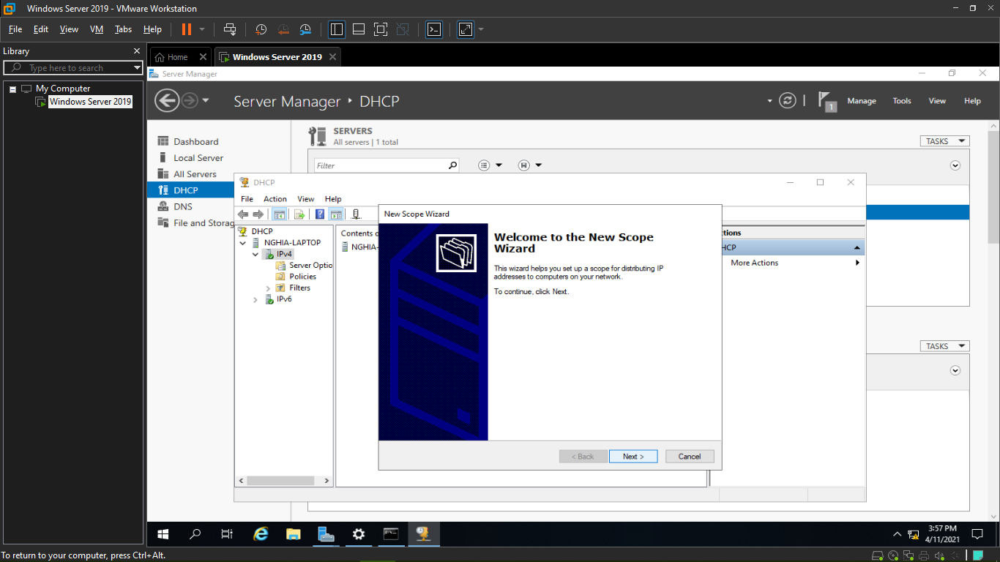 Windows Server 2019 - VMware Workstation
File Edit View VM Tabs Help
Library
Type here to search
My Computer
Windows Server 2019
Home
Windows Server 2019
Server Manager
Server Manager ‣ DHCP
1
Manage Tools View Help
Dashboard
Local Server
All Servers
DHCP
DNS
File and Storag
SERVERS
All servers | 1 total
TASKS
Filter
DHCP
File Action View Help
DHCP
NGHIA-LAPTOP
IPv4
Server Optio
Policies
Filters
IPv6
Contents o
NGHIA-
New Scope Wizard
Welcome to the New Scope
Wizard
This wizard helps you set up a scope for distributing IP
addresses to computers on your network.
To continue, click Next.
< Back Next > Cancel
ctions
HCP
More Actions
TASKS
3:57 PM
4/11/2021
To return to your computer, press Ctrl+Alt.